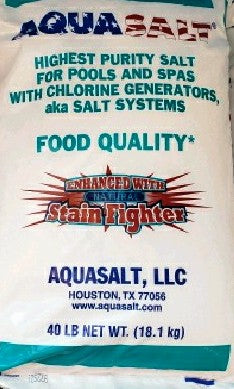 AQUASALT®
HIGHEST PURITY SALT
FOR POOLS AND SPAS
WITH CHLORINE GENERATORS,
aka SALT SYSTEMS
FOOD QUALITY*
ENHANCED WITH
NATURAL
Stain Fighter
AQUASALT, LLC
HOUSTON, TX 77056
www.aquasalt.com
40 LB NET WT. (18.1 kg)